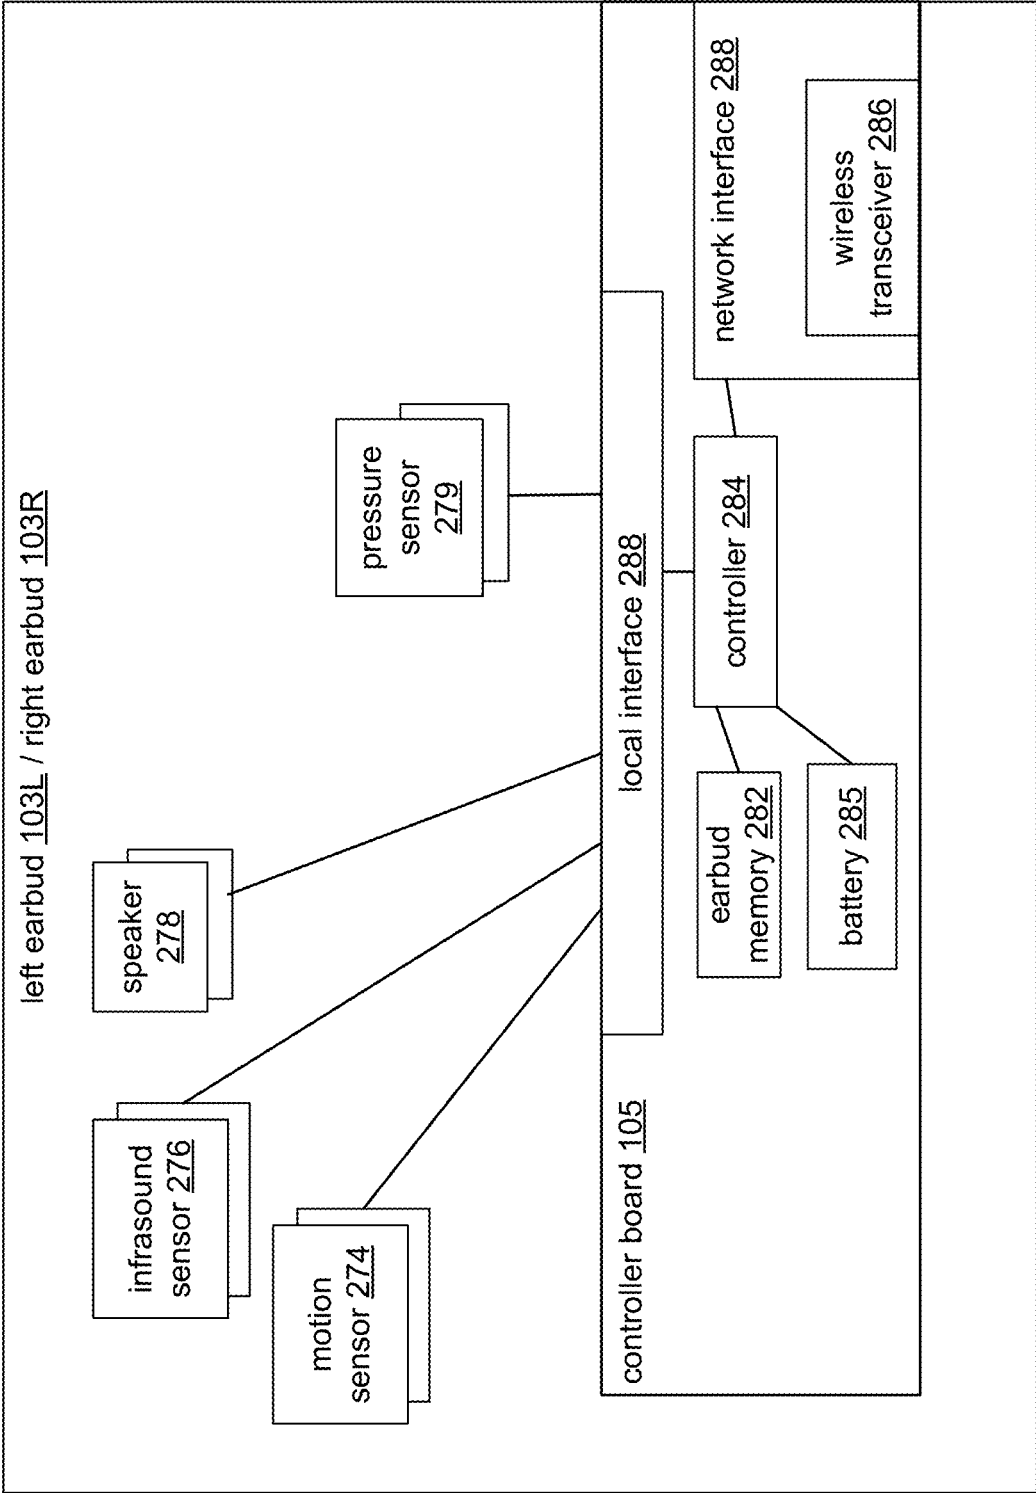 left earbud 103L / right earbud 103R
infrasound
sensor 276
speaker
278
motion
sensor 274
pressure
sensor
279
controller board 105
local interface 288
earbud
memory 282
battery 285
controller 284
network interface 288
wireless
transceiver 286